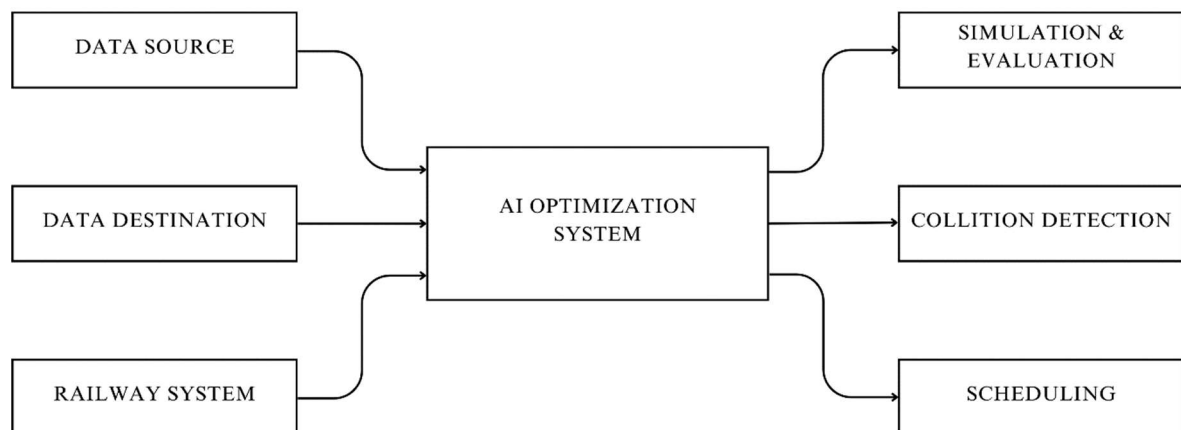 DATA SOURCE
DATA DESTINATION
RAILWAY SYSTEM
AI OPTIMIZATION
SYSTEM
SIMULATION &
EVALUATION
COLLITION DETECTION
SCHEDULING